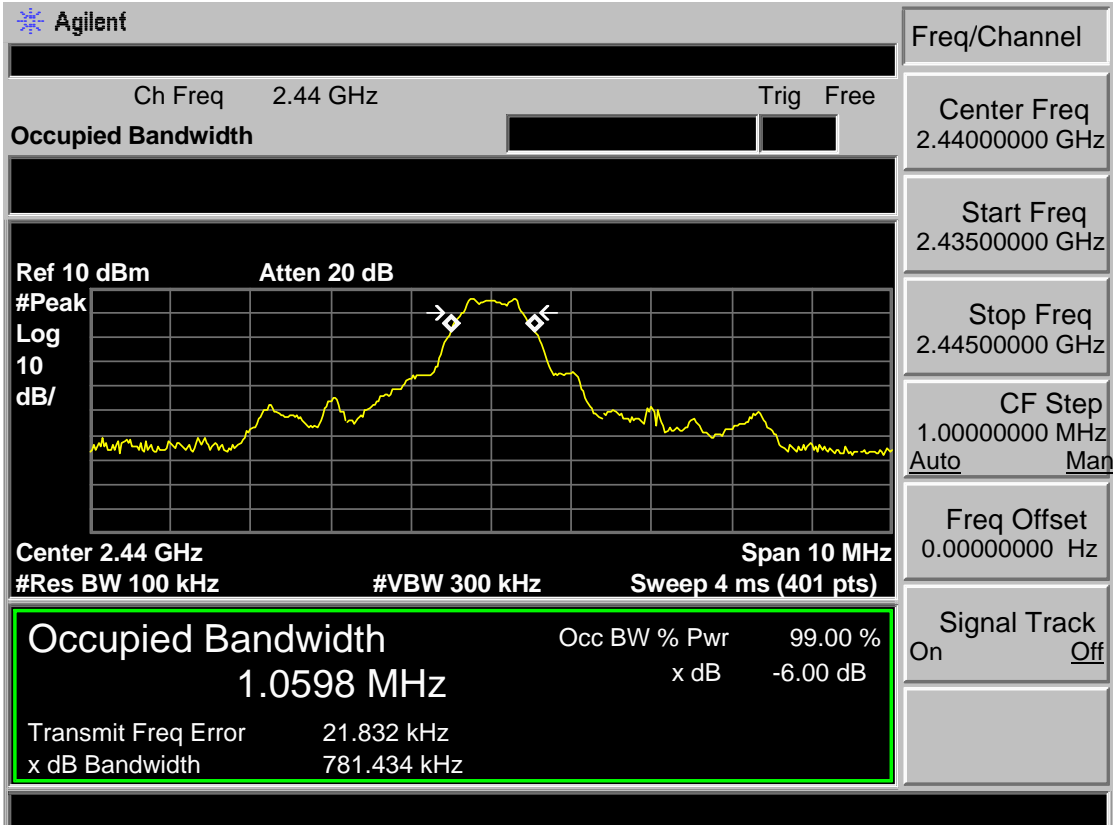 Agilent
Freq/Channel
Ch Freq 2.44 GHz Trig Free
Occupied Bandwidth
Center Freq
2.44000000 GHz
Start Freq
2.43500000 GHz
Stop Freq
2.44500000 GHz
CF Step
1.00000000 MHz
Auto Man
Freq Offset
0.00000000 Hz
Signal Track
On Off
Ref 10 dBm Atten 20 dB
#Peak
Log
10
dB/
Center 2.44 GHz Span 10 MHz
#Res BW 100 kHz #VBW 300 kHz Sweep 4 ms (401 pts)
Occupied Bandwidth
1.0598 MHz
Occ BW % Pwr 99.00 %
x dB -6.00 dB
Transmit Freq Error 21.832 kHz
x dB Bandwidth 781.434 kHz